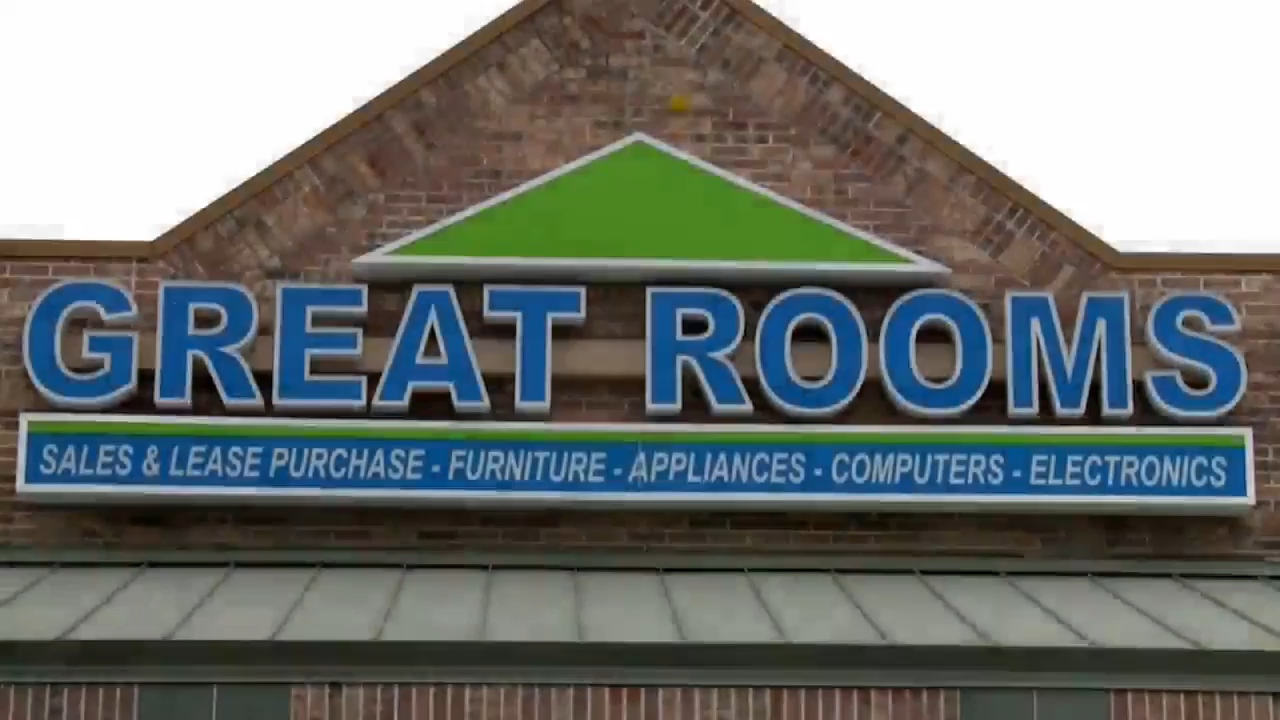 GREAT ROOMS
SALES & LEASE PURCHASE - FURNITURE - APPLIANCES - COMPUTERS - ELECTRONICS